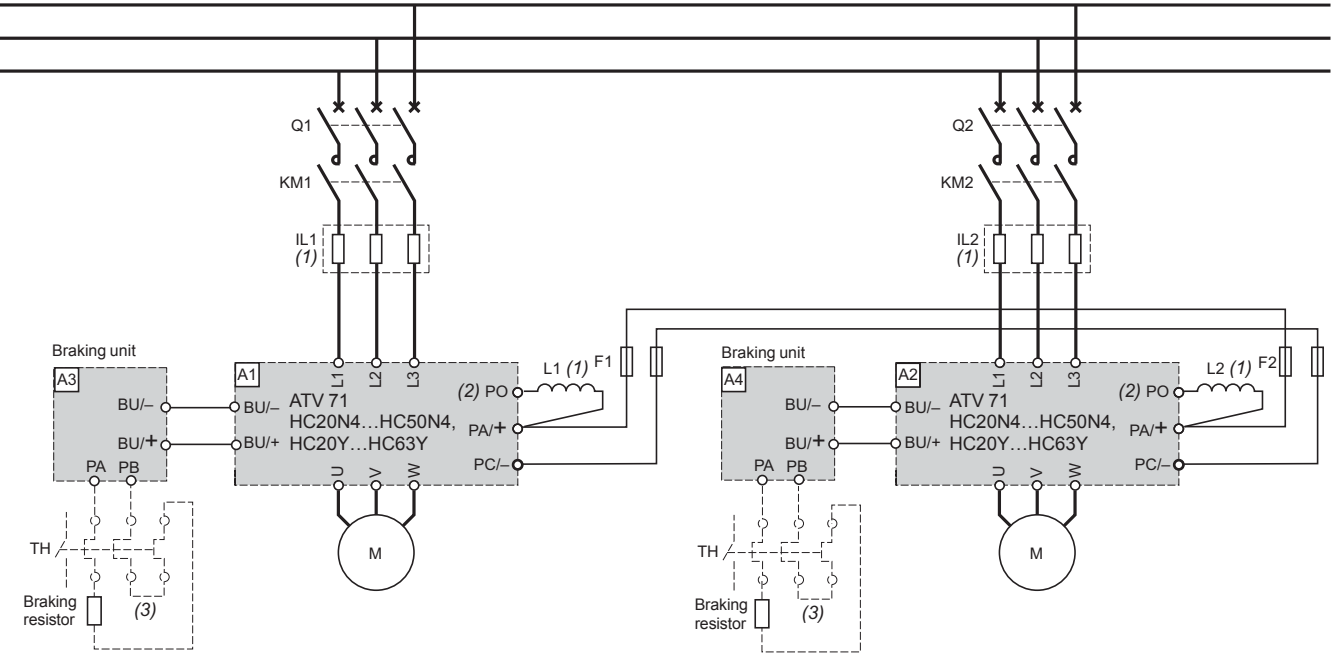 Q1
KM1
IL1
(1)
Q2
KM2
IL2
(1)
Braking unit
A3
BU/–
BU/+
PA PB
TH
Braking
resistor
(3)
A1
L1
L2
L3
ATV 71
HC20N4…HC50N4,
HC20Y…HC63Y
BU/–
BU/+
U
V
W
M
(2) PO
PA/+
PC/–
L1 (1)
F1
Braking unit
A4
BU/–
BU/+
PA PB
TH
Braking
resistor
(3)
A2
L1
L2
L3
ATV 71
HC20N4…HC50N4,
HC20Y…HC63Y
BU/–
BU/+
U
V
W
M
(2) PO
PA/+
PC/–
L2 (1)
F2